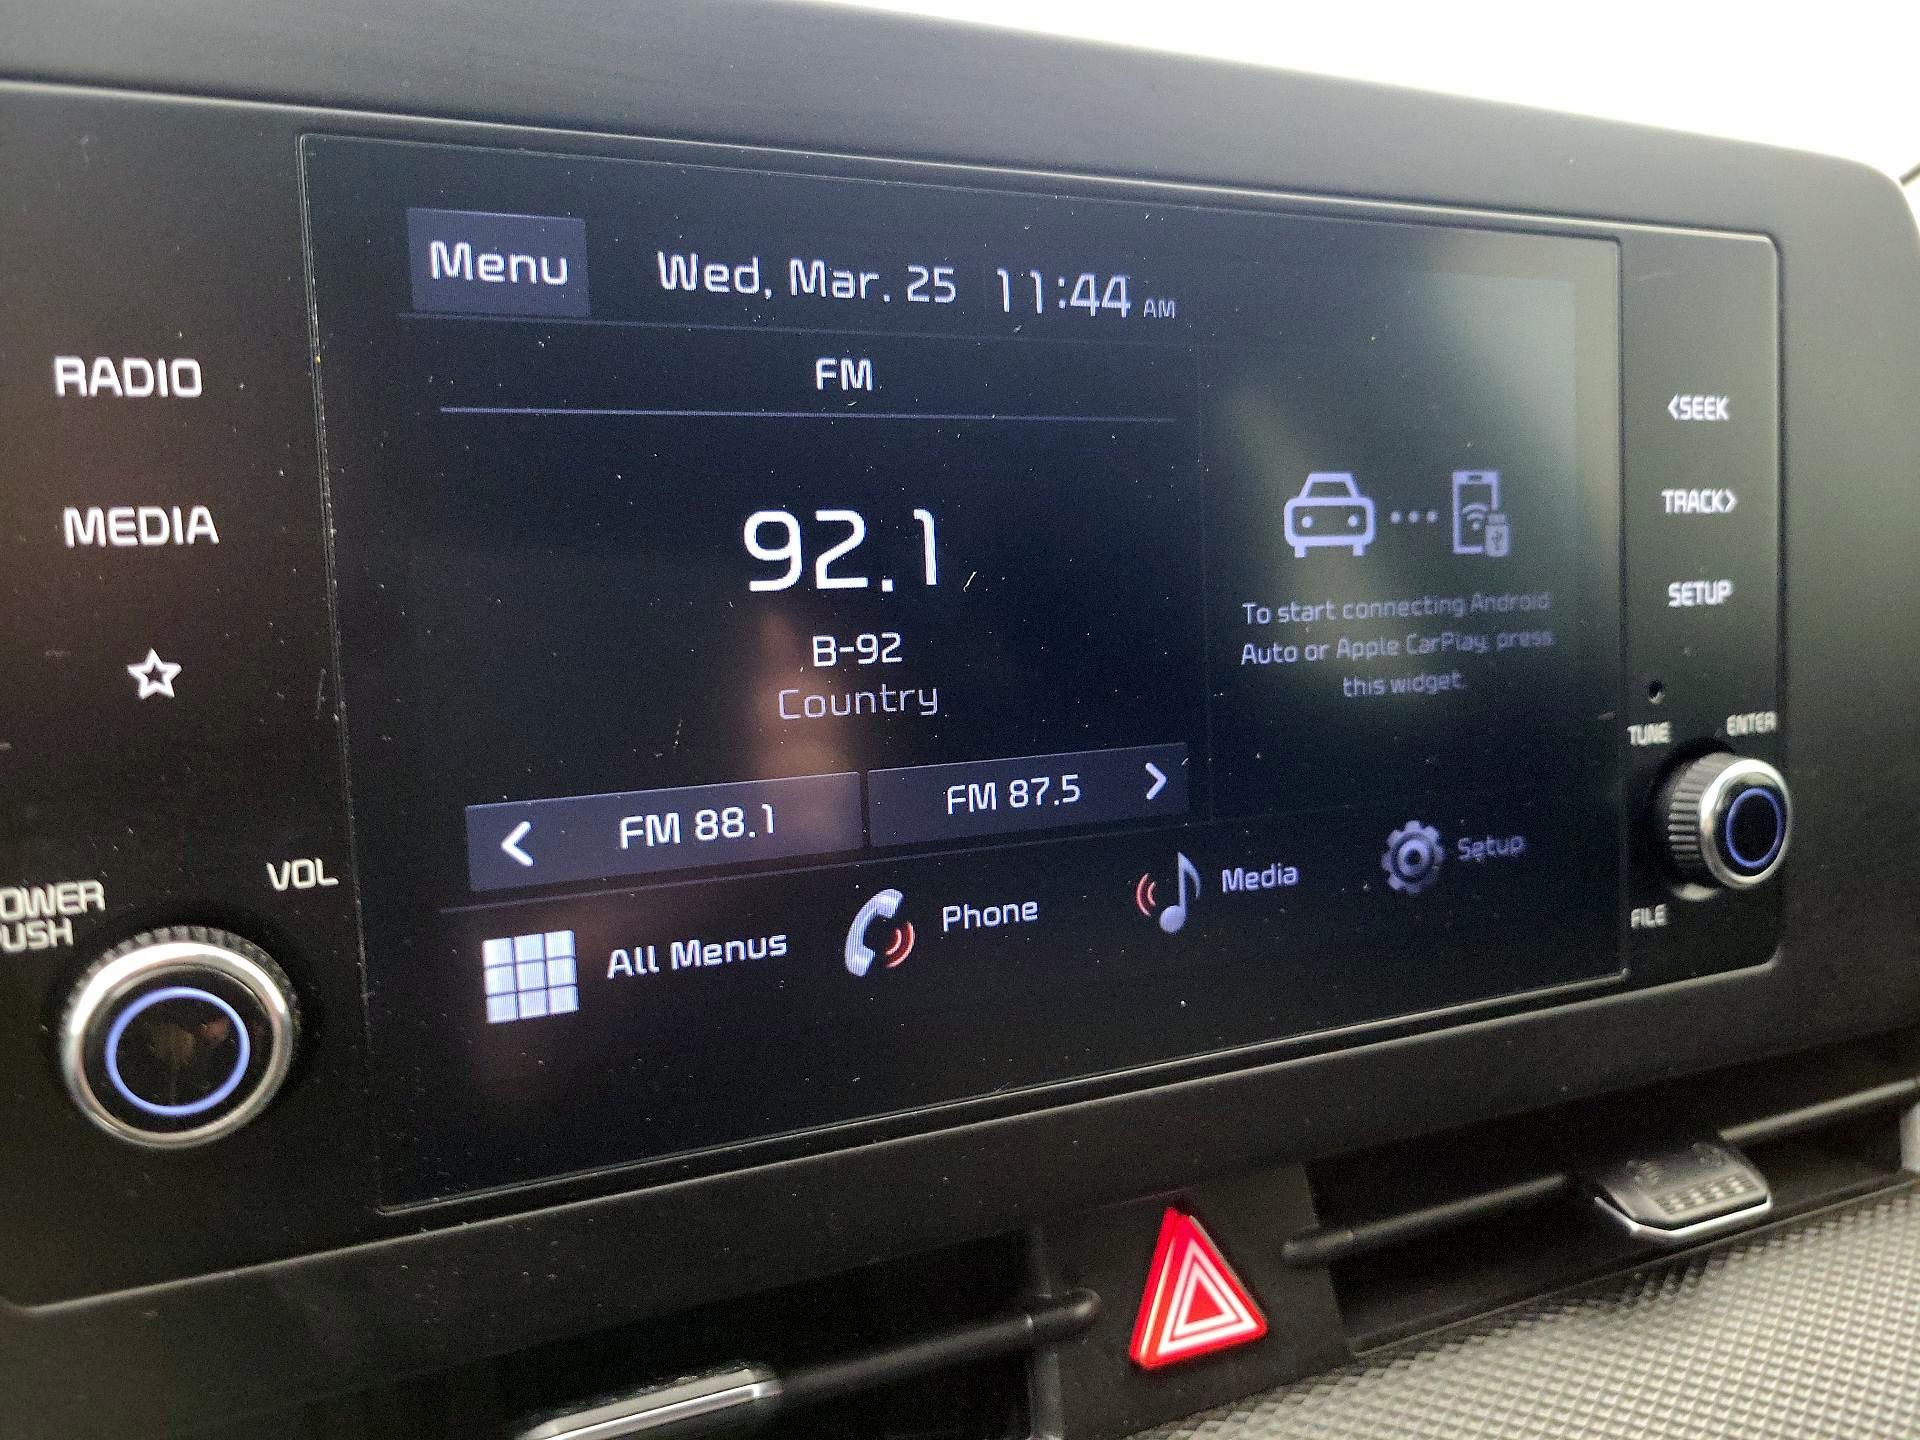 Menu
Wed, Mar. 25 11:44 AM
FM
92.1
B-92
Country
FM 88.1
FM 87.5
To start connecting Android
Auto or Apple CarPlay, press
this widget.
All Menus
Phone
Media
Setup
RADIO
MEDIA
VOL
OWER
USH
<SEEK
TRACK>
SETUP
TUNE
ENTER
FILE